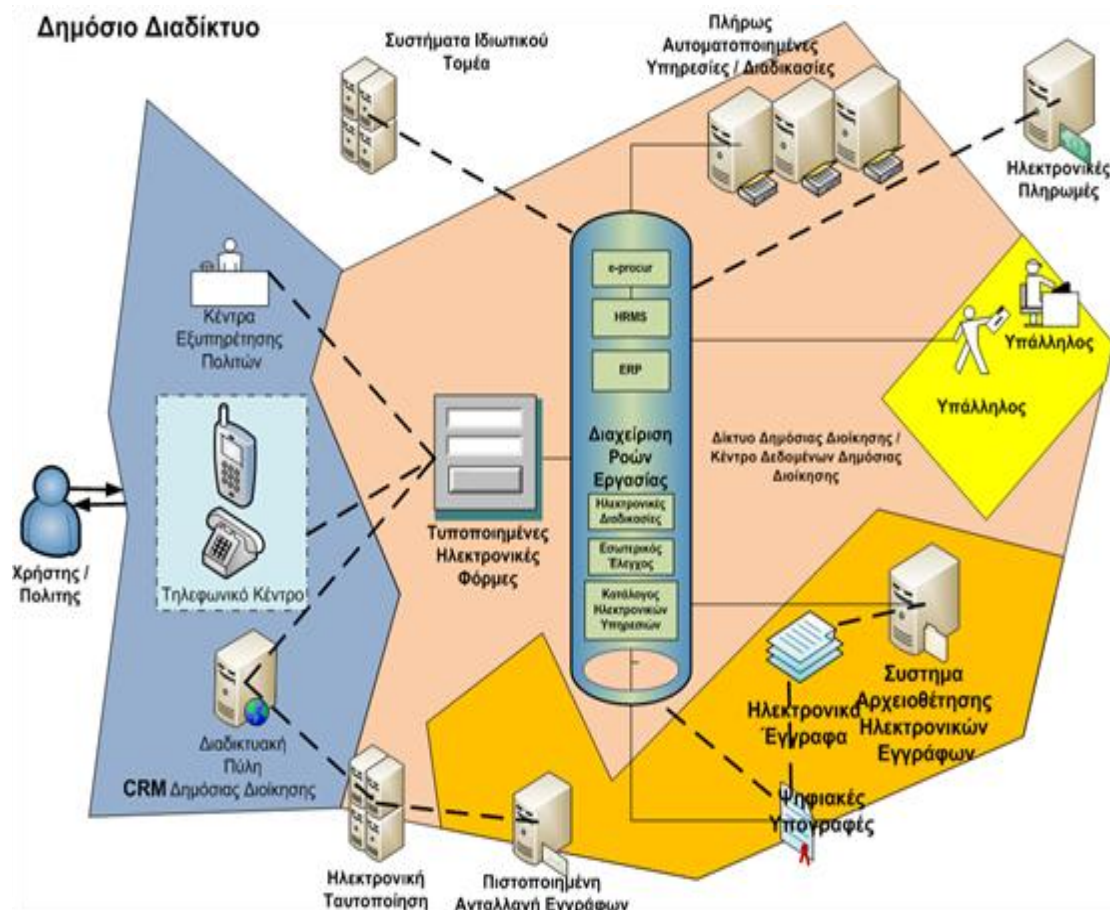 Δημόσιο Διαδίκτυο
Συστήματα Ιδιωτικού
Τομέα
Πλήρως
Αυτοματοποιημένες
Υπηρεσίες / Διαδικασίες
Ηλεκτρονικές
Πληρωμές
Κέντρα
Εξυπηρέτησης
Πολιτών
e-procur
HRMS
ERP
Υπάλληλος
Υπάλληλος
Διαχείριση
Ροών
Εργασίας
Δίκτυο Δημόσιας Διοίκησης /
Κέντρο Δεδομένων Δημόσιας
Διοίκησης
Ηλεκτρονικές
Διαδικασίες
Εσωτερικός
Έλεγχος
Κατάλογος
Ηλεκτρονικών
Υπηρεσιών
Τυποποιημένες
Ηλεκτρονικές
Φόρμες
Χρήστης /
Πολιτης
Τηλεφωνικό Κέντρο
Διαδικτυακή
Πύλη
CRM Δημόσιας Διοίκησης
Ηλεκτρονικά
Έγγραφα
Συστημα
Αρχειοθέτησης
Ηλεκτρονικών
Εγγράφων
Ψηφιακές
Υπογραφές
Ηλεκτρονική
Ταυτοποίηση
Πιστοποιημένη
Ανταλλαγή Εγγράφων